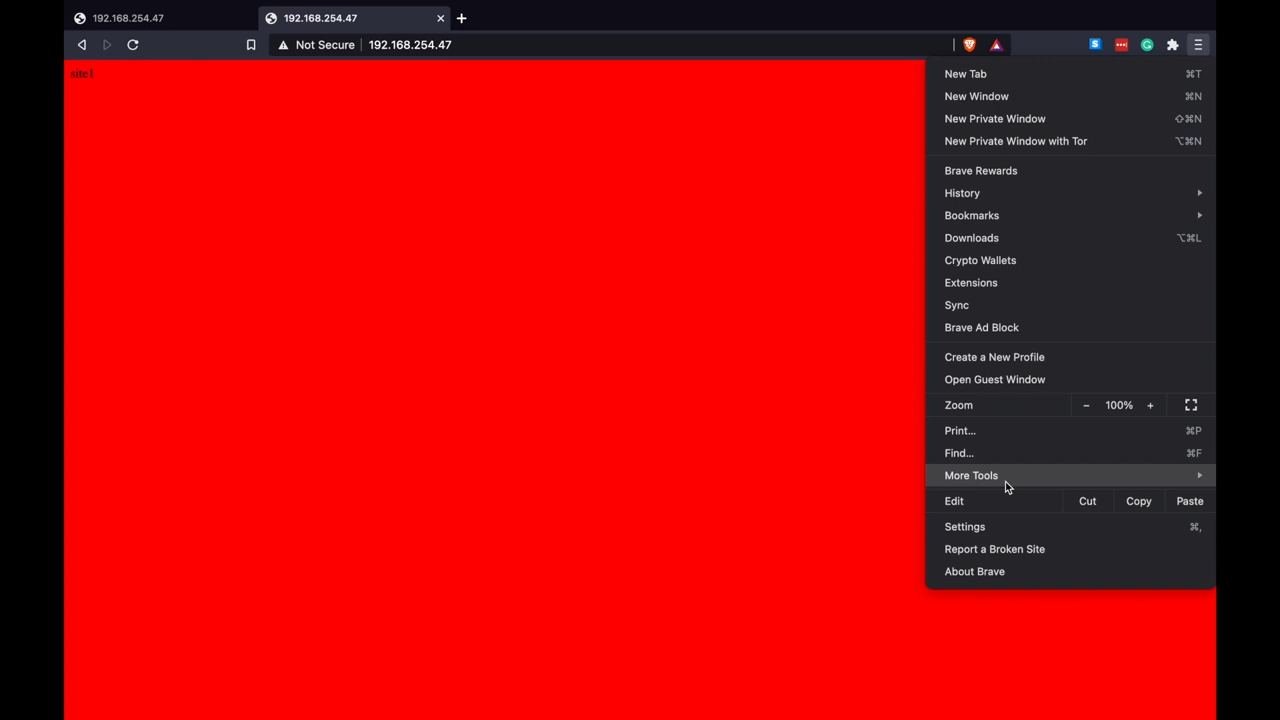 192.168.254.47
192.168.254.47
Not Secure 192.168.254.47
site1
New Tab ⌘T
New Window ⌘N
New Private Window ⇧⌘N
New Private Window with Tor ⌥⌘N
Brave Rewards
History
Bookmarks
Downloads ⌥⌘L
Crypto Wallets
Extensions
Sync
Brave Ad Block
Create a New Profile
Open Guest Window
Zoom - 100% +
Print... ⌘P
Find... ⌘F
More Tools
Edit Cut Copy Paste
Settings ⌘,
Report a Broken Site
About Brave